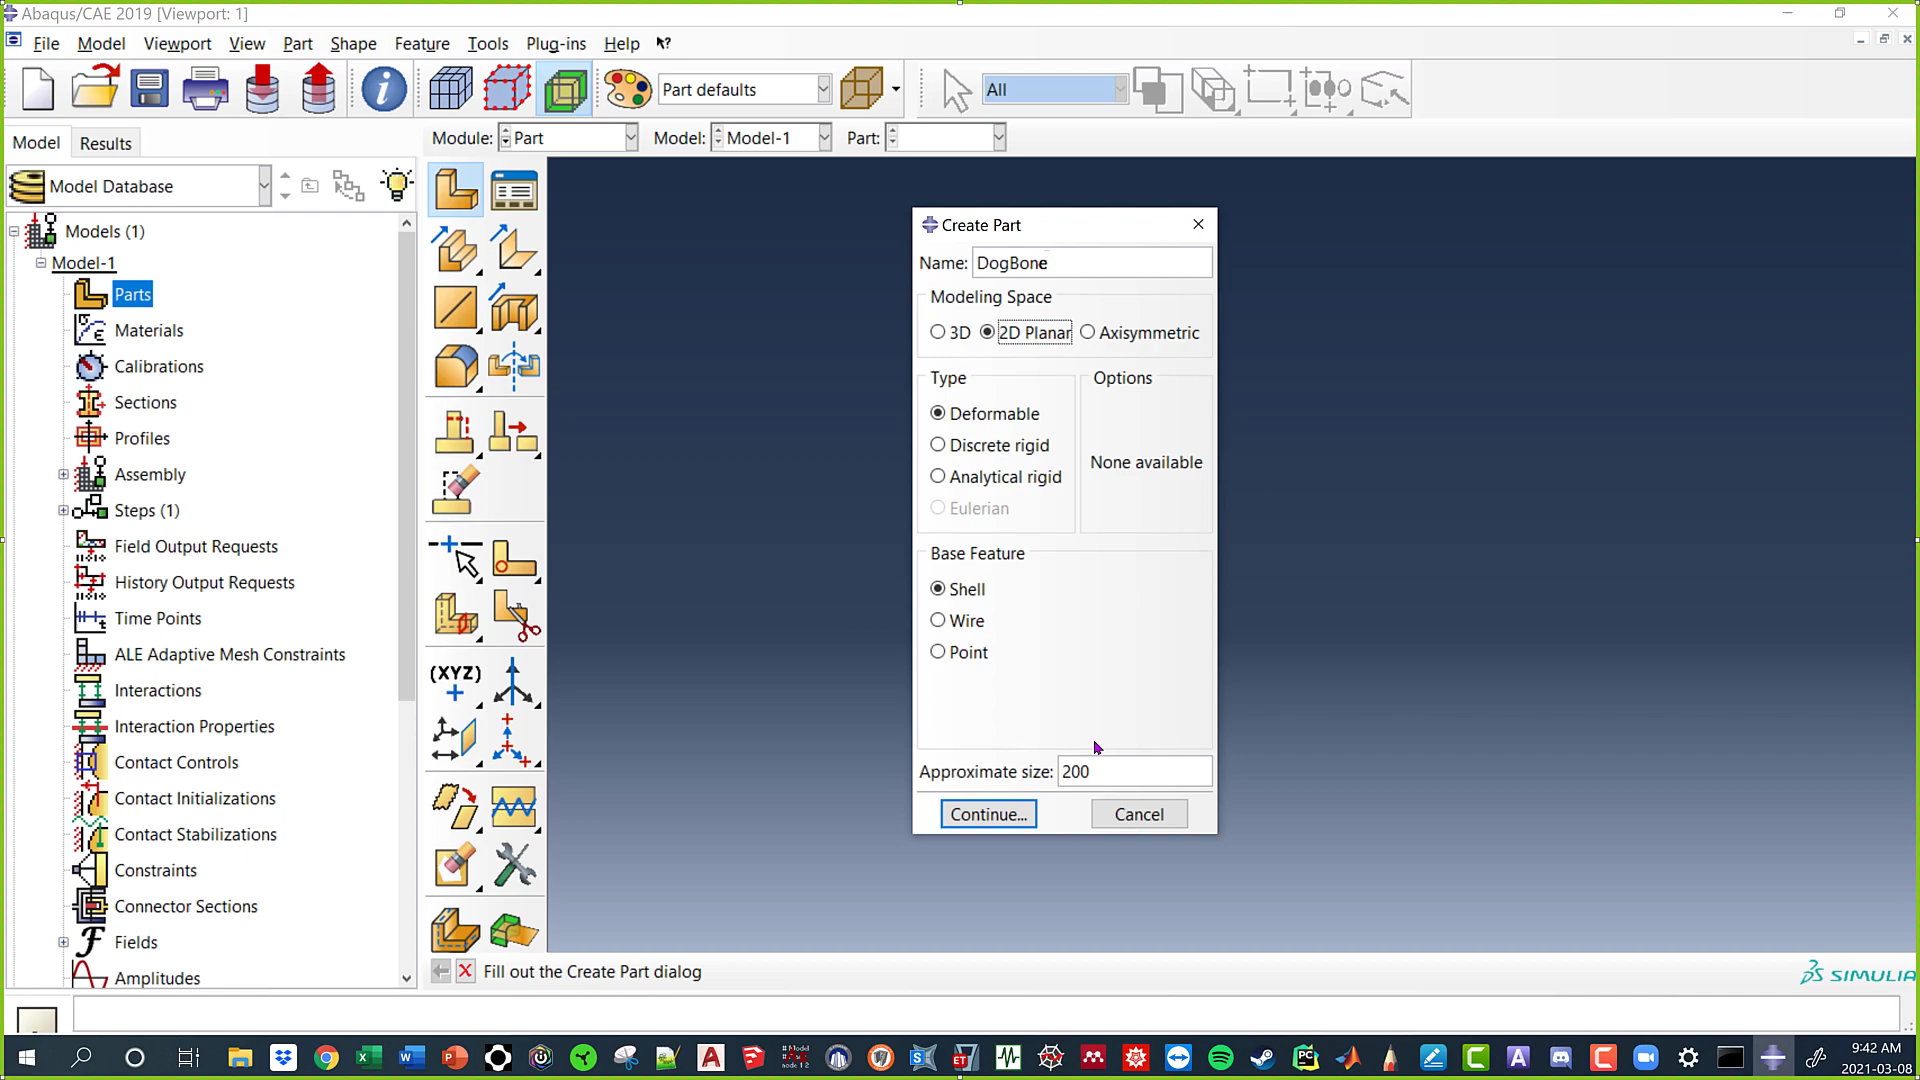 Abaqus/CAE 2019 [Viewport: 1]
File Model Viewport View Part Shape Feature Tools Plug-ins Help
Part defaults All
Model Results Module: Part Model: Model-1 Part:
Model Database
Models (1)
Model-1
Parts
Materials
Calibrations
Sections
Profiles
Assembly
Steps (1)
Field Output Requests
History Output Requests
Time Points
ALE Adaptive Mesh Constraints
Interactions
Interaction Properties
Contact Controls
Contact Initializations
Contact Stabilizations
Constraints
Connector Sections
Fields
Amplitudes
(XYZ)
Create Part
Name: DogBone
Modeling Space
3D 2D Planar Axisymmetric
Type Options
Deformable
Discrete rigid
Analytical rigid
Eulerian
None available
Base Feature
Shell
Wire
Point
Approximate size: 200
Continue... Cancel
Fill out the Create Part dialog
SIMULIA
9:42 AM
2021-03-08